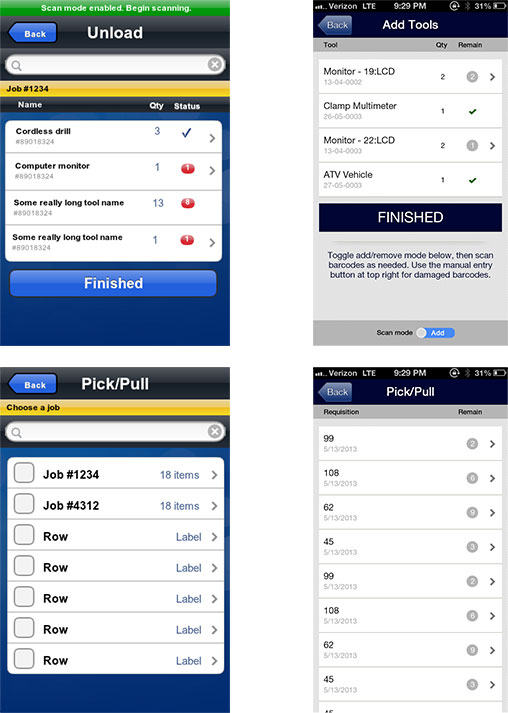 Scan mode enabled. Begin scanning.
Back
Unload
Job #1234
Name Qty Status
Cordless drill 3
#89018324
Computer monitor 1 1
#89018324
Some really long tool name 13 8
#89018324
Some really long tool name 1 1
#89018324
Finished
Verizon LTE 9:29 PM 31%
Back
Add Tools
Tool Qty Remain
Monitor - 19:LCD 2 2
13-04-0002
Clamp Multimeter 1
26-05-0003
Monitor - 22:LCD 2 1
13-04-0003
ATV Vehicle 1
27-05-0003
FINISHED
Toggle add/remove mode below, then scan
barcodes as needed. Use the manual entry
button at top right for damaged barcodes.
Scan mode Add
Back
Pick/Pull
Choose a job
Job #1234 18 items
Job #4312 18 items
Row Label
Row Label
Row Label
Row Label
Row Label
Verizon LTE 9:29 PM 31%
Back
Pick/Pull
Requisition Remain
99 2
5/13/2013
108 6
5/13/2013
62 9
5/13/2013
45 3
5/13/2013
99 2
5/13/2013
108 6
5/13/2013
62 9
5/13/2013
45 3
5/13/2013